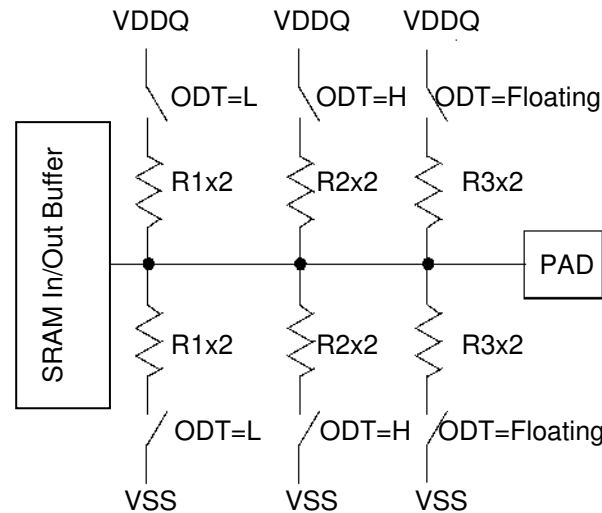 VDDQ VDDQ VDDQ
ODT=L ODT=H ODT=Floating
R1x2 R2x2 R3x2
SRAM In/Out Buffer
PAD
R1x2 R2x2 R3x2
ODT=L ODT=H ODT=Floating
VSS VSS VSS